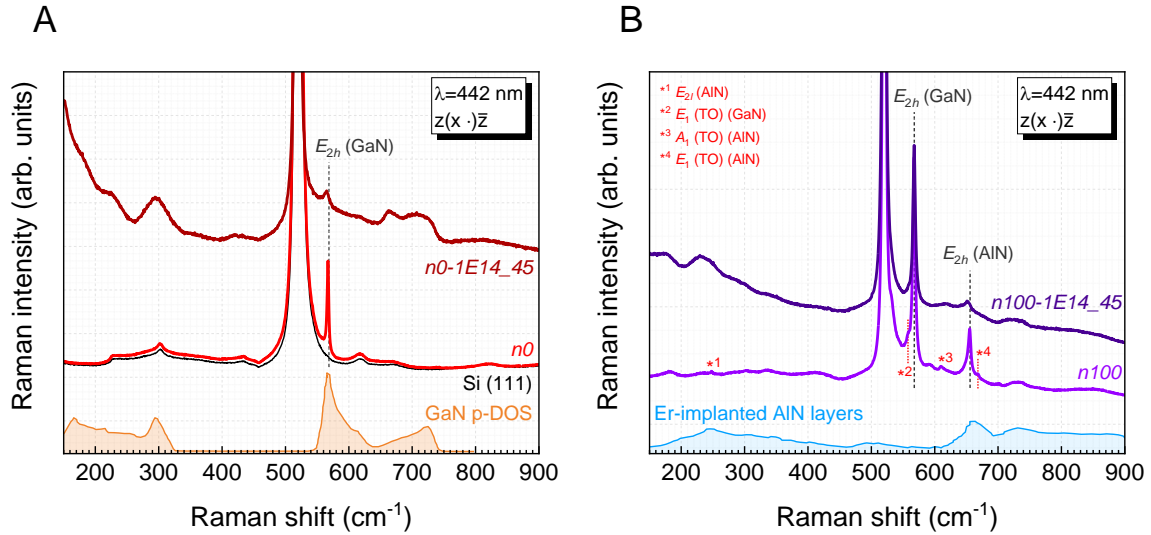 A
Raman intensity (arb. units)
λ=442 nm
z(x ·)z̅
E2h (GaN)
n0-1E14_45
n0
Si (111)
GaN p-DOS
200 300 400 500 600 700 800 900
Raman shift (cm-1)
B
Raman intensity (arb. units)
*1 E2l (AlN)
*2 E1 (TO) (GaN)
*3 A1 (TO) (AlN)
*4 E1 (TO) (AlN)
E2h (GaN)
λ=442 nm
z(x ·)z̅
E2h (AlN)
n100-1E14_45
*1
*2
*3
*4
n100
Er-implanted AlN layers
200 300 400 500 600 700 800 900
Raman shift (cm-1)